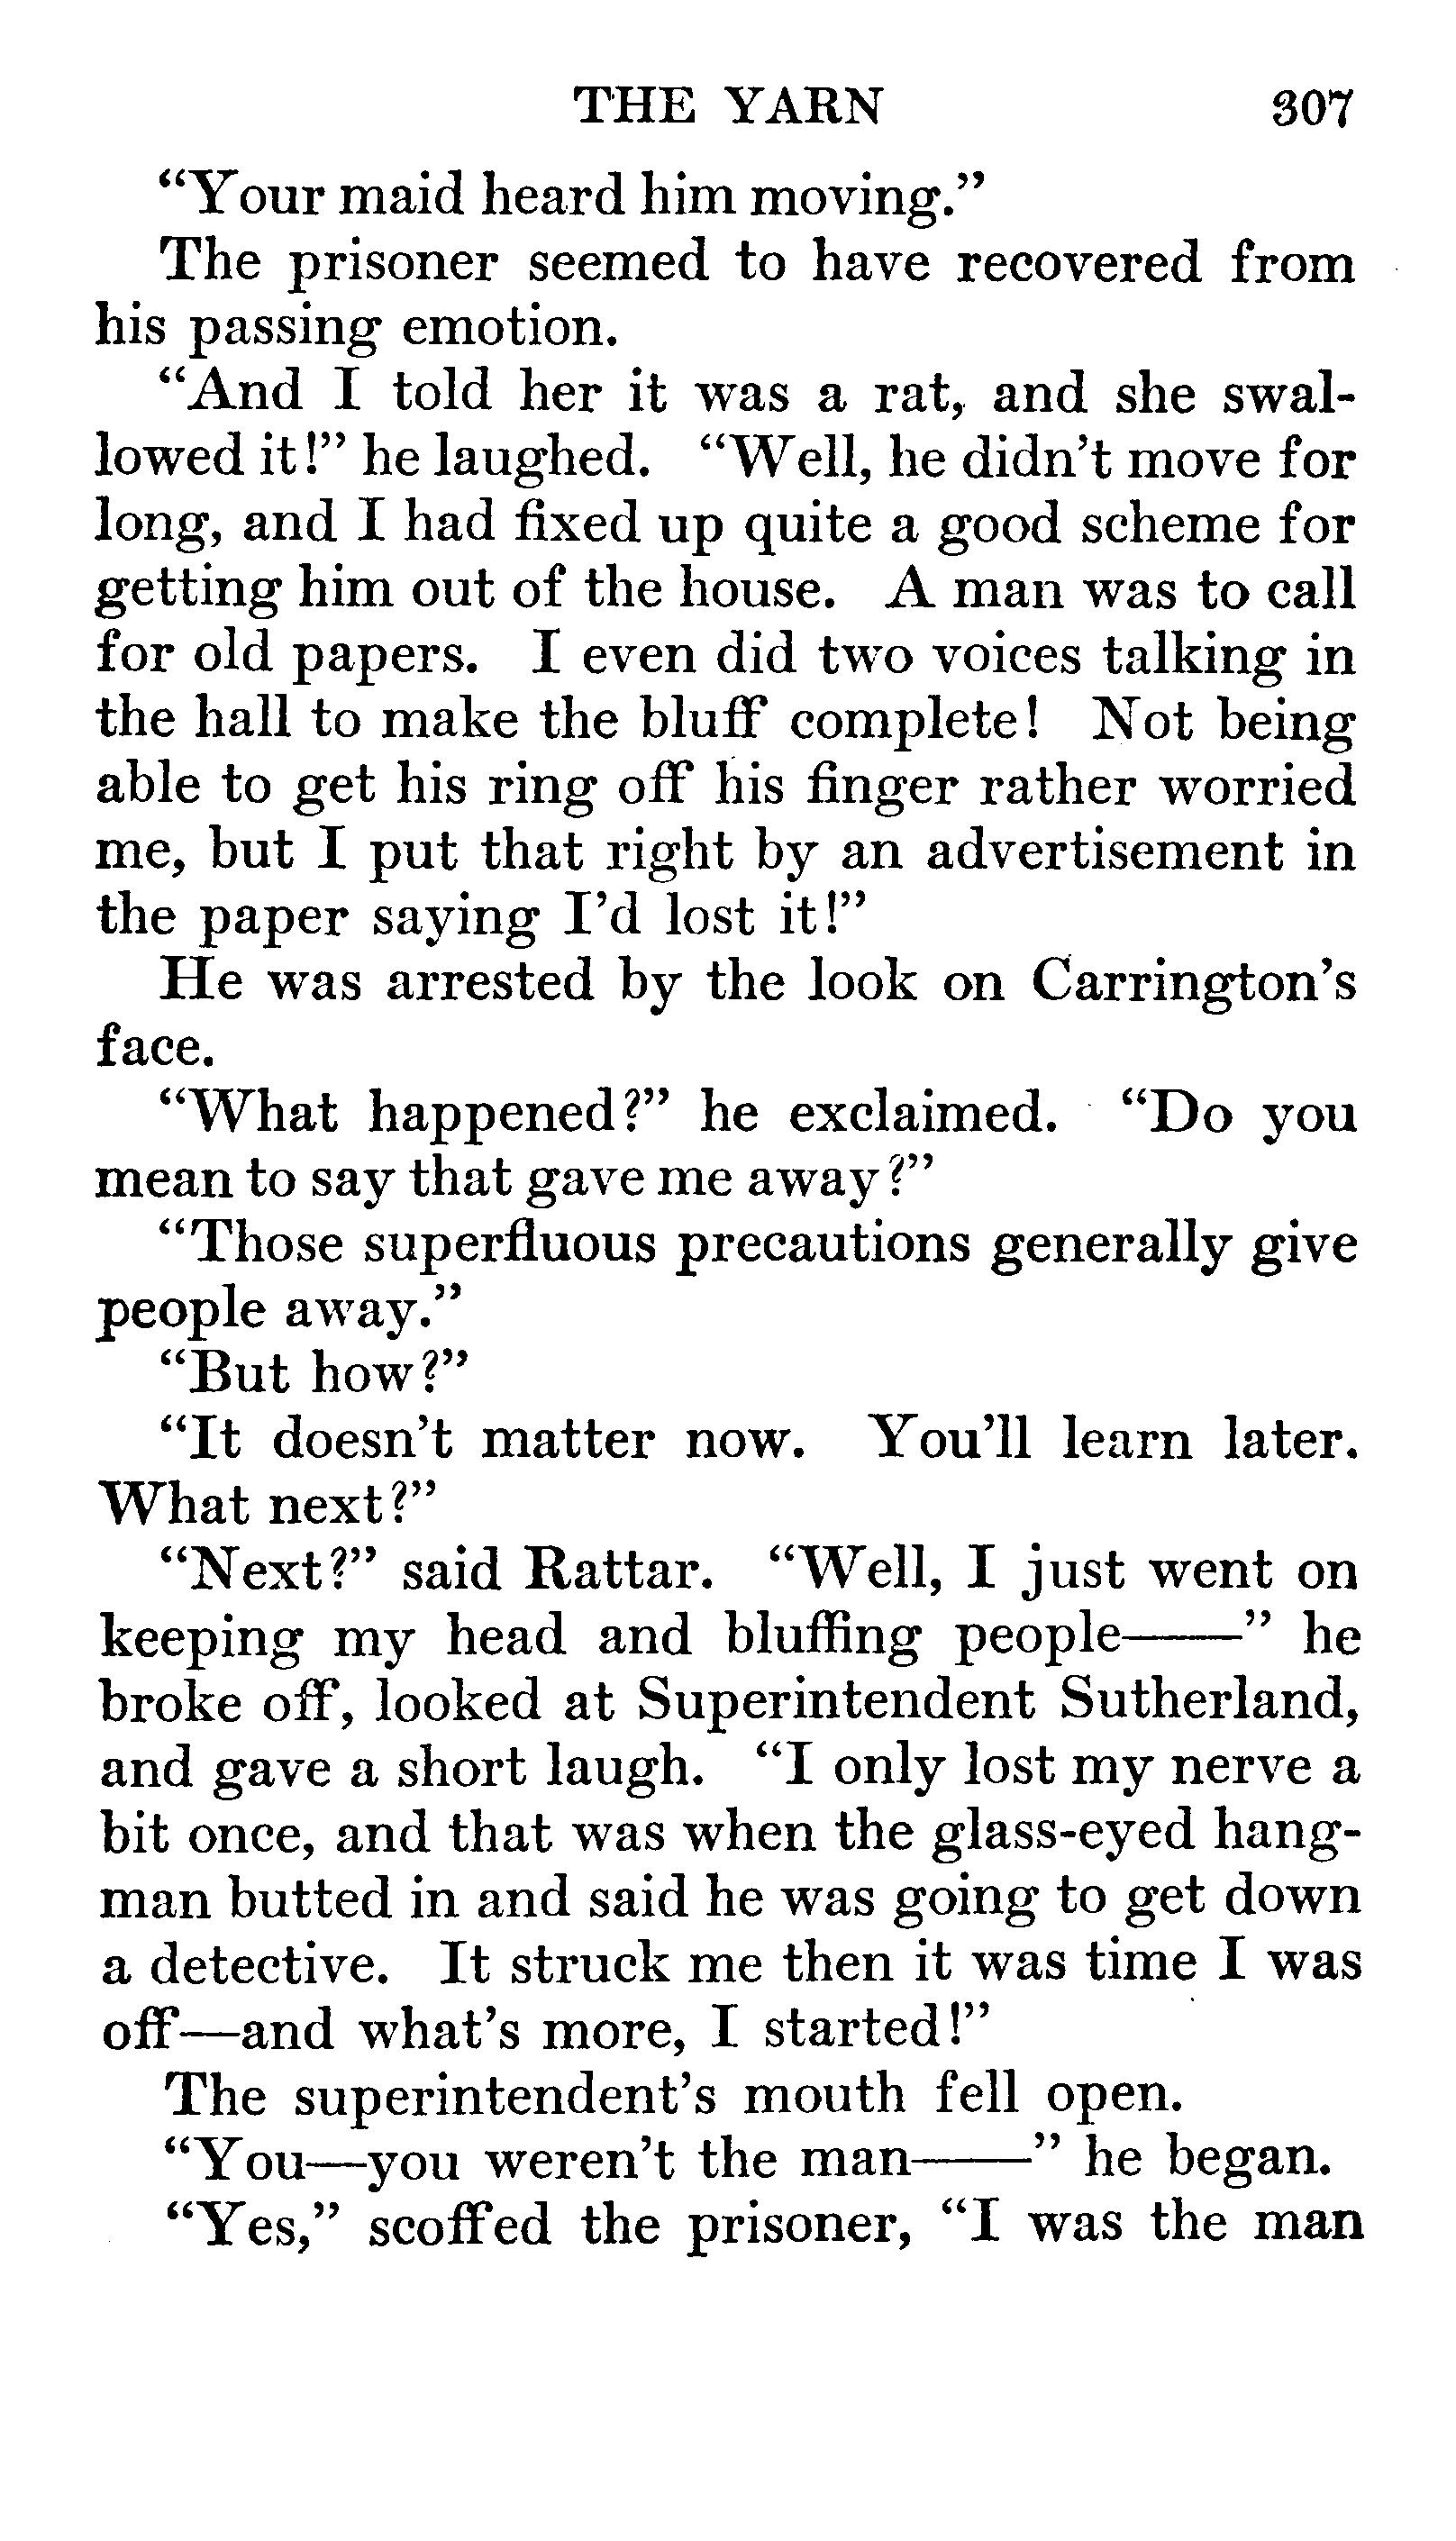 THE YARN 307
“Your maid heard him moving.”
The prisoner seemed to have recovered from
his passing emotion.
“And I told her it was a rat, and she swal-
lowed it!” he laughed. “Well, he didn’t move for
long, and I had fixed up quite a good scheme for
getting him out of the house. A man was to call
for old papers. I even did two voices talking in
the hall to make the bluff complete! Not being
able to get his ring off his finger rather worried
me, but I put that right by an advertisement in
the paper saying I’d lost it!”
He was arrested by the look on Carrington’s
face.
“What happened?” he exclaimed. “Do you
mean to say that gave me away?”
“Those superfluous precautions generally give
people away.”
“But how?”
“It doesn’t matter now. You’ll learn later.
What next?”
“Next?” said Rattar. “Well, I just went on
keeping my head and bluffing people——” he
broke off, looked at Superintendent Sutherland,
and gave a short laugh. “I only lost my nerve a
bit once, and that was when the glass-eyed hang-
man butted in and said he was going to get down
a detective. It struck me then it was time I was
off—and what’s more, I started!”
The superintendent’s mouth fell open.
“You—you weren’t the man——” he began.
“Yes,” scoffed the prisoner, “I was the man